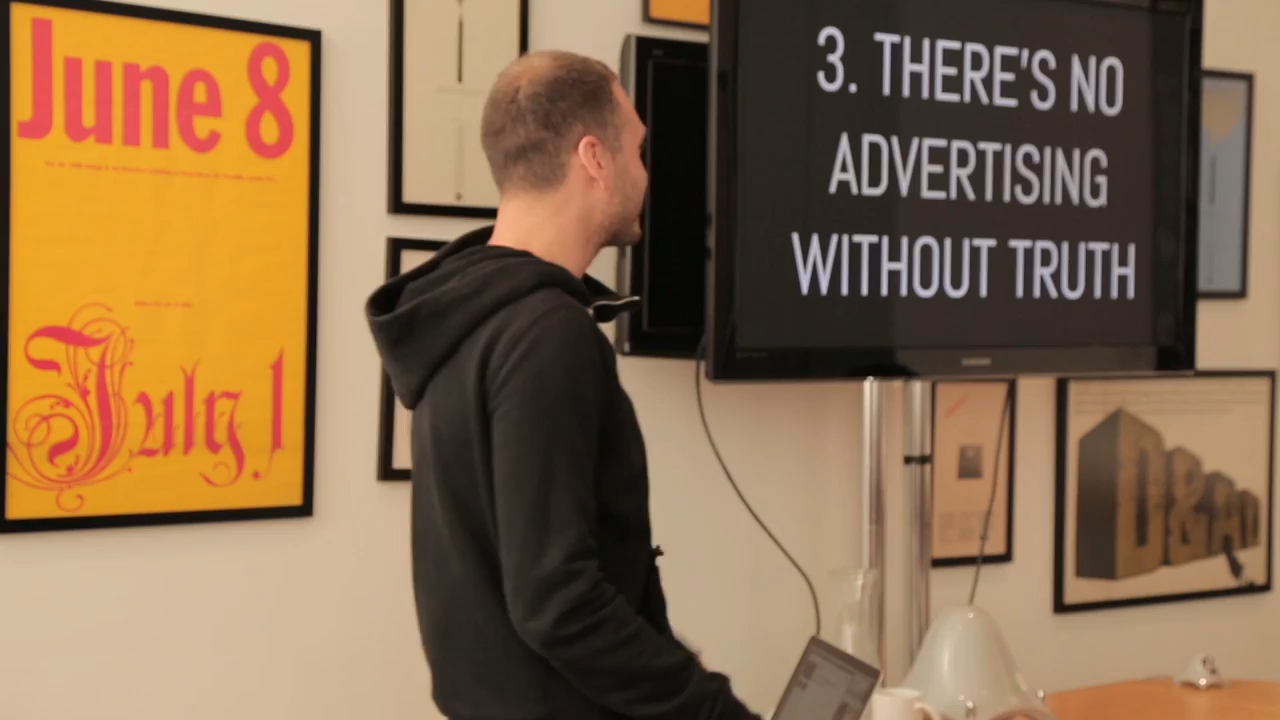 June 8
July 1
3. THERE'S NO
ADVERTISING
WITHOUT TRUTH
D&AD